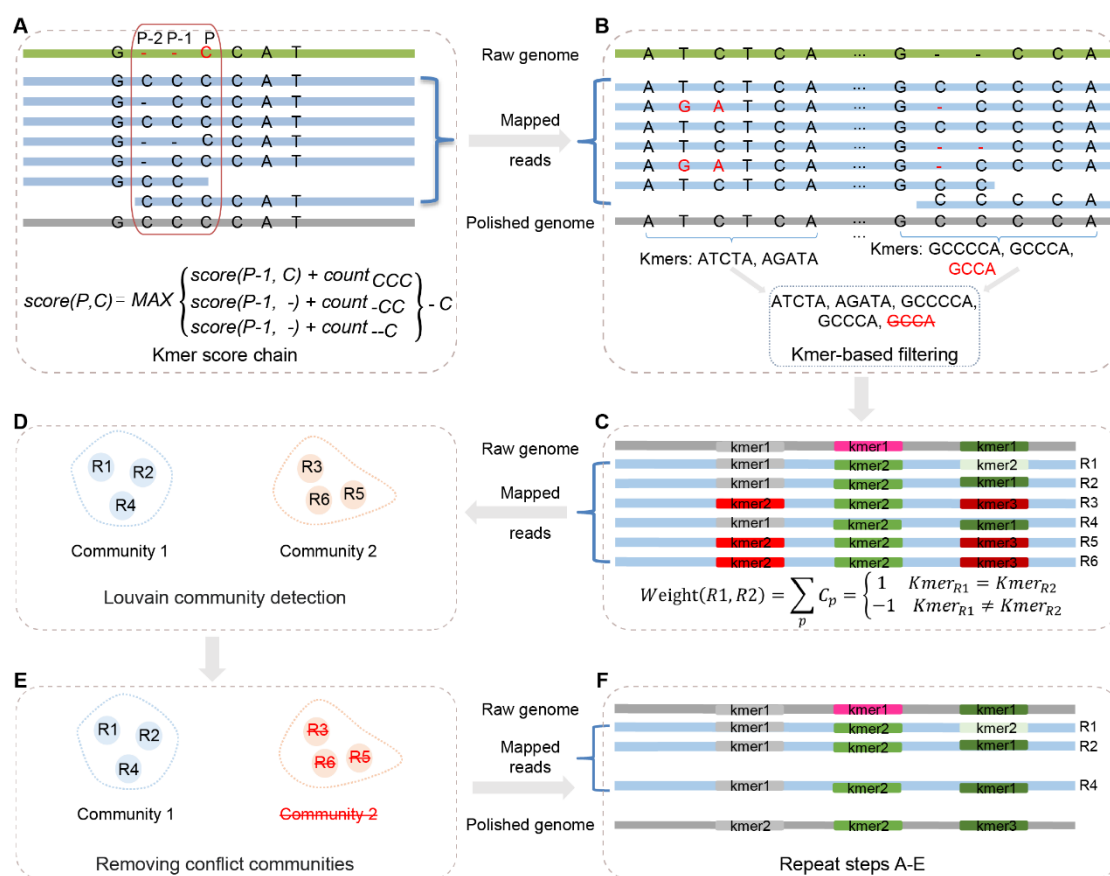 A
P-2 P-1 P
G - - C C A T
G C C C C A T
G - C C C A T
G C C C C A T
G - - C C A T
G - C C C A T
G C C
C C C C A T
G C C C C A T
score(P,C) = MAX { score(P-1, C) + count CCC
score(P-1, -) + count -CC
score(P-1, -) + count --C } - C
Kmer score chain
Raw genome
Mapped
reads
Polished genome
B
A T C T C A ... G - - C C A
A T C T C A ... G C C C C A
A G A T C A ... G - C C C A
A T C T C A ... G C C C C A
A T C T C A ... G - - C C A
A G A T C A ... G - C C C A
A T C T C A ... G C C
C C C C A
A T C T C A ... G C C C C A
...
Kmers: ATCTA, AGATA
Kmers: GCCCCA, GCCCA,
GCCA
ATCTA, AGATA, GCCCCA,
GCCCA, GCCA
Kmer-based filtering
D
R1 R2 R4
R3 R6 R5
Community 1
Community 2
Louvain community detection
Raw genome
Mapped
reads
C
kmer1 kmer1 kmer1
kmer1 kmer2 kmer2 R1
kmer1 kmer2 kmer1 R2
kmer2 kmer2 kmer3 R3
kmer1 kmer2 kmer1 R4
kmer2 kmer2 kmer3 R5
kmer2 kmer2 kmer3 R6
Weight(R1, R2) = ∑p Cp = { 1 KmerR1 = KmerR2
−1 KmerR1 ≠ KmerR2
E
R1 R2 R4
R3 R6 R5
Community 1
Community 2
Removing conflict communities
Raw genome
Mapped
reads
Polished genome
F
kmer1 kmer1 kmer1
kmer1 kmer2 kmer2 R1
kmer1 kmer2 kmer1 R2
kmer1 kmer2 kmer1 R4
kmer2 kmer2 kmer3
Repeat steps A-E